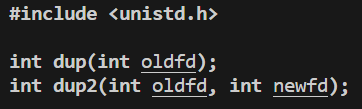 #include <unistd.h>
int dup(int oldfd);
int dup2(int oldfd, int newfd);